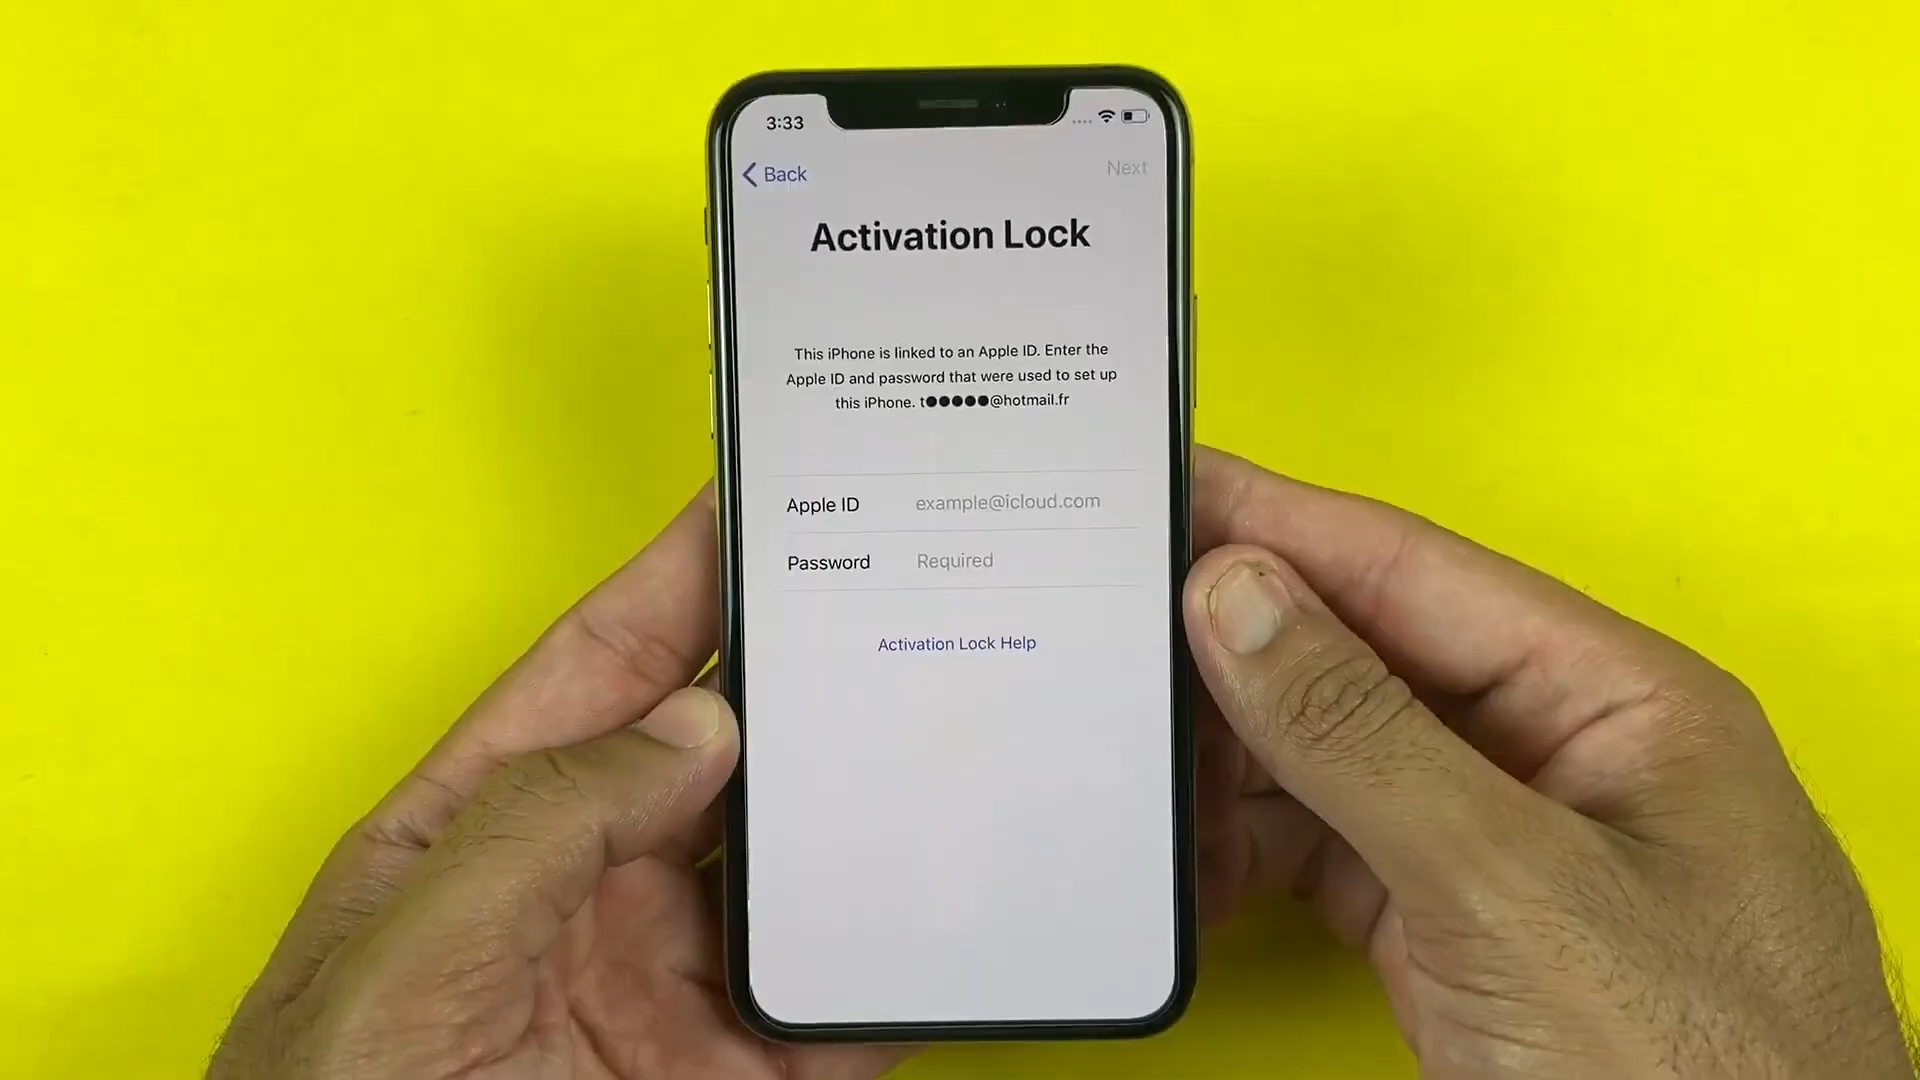 3:33
Back
Next
Activation Lock
This iPhone is linked to an Apple ID. Enter the
Apple ID and password that were used to set up
this iPhone. t●●●●●@hotmail.fr
Apple ID example@icloud.com
Password Required
Activation Lock Help